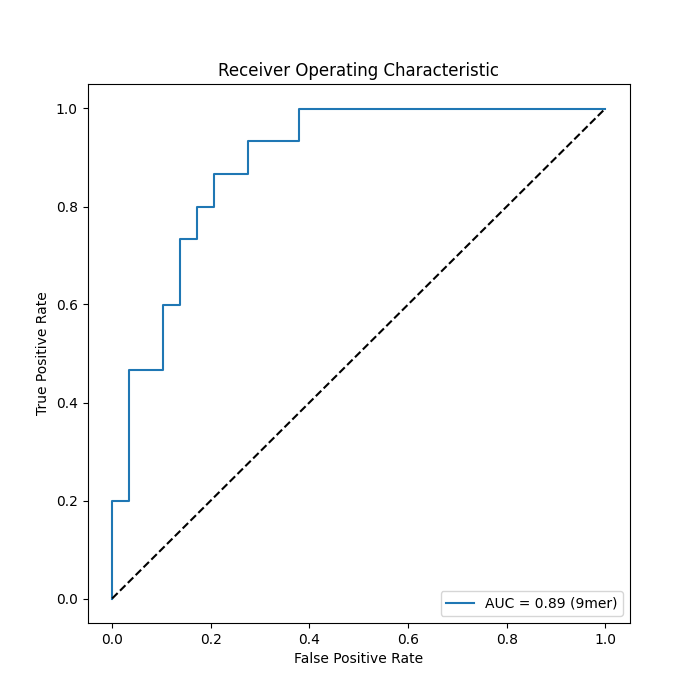 Receiver Operating Characteristic
True Positive Rate
1.0
0.8
0.6
0.4
0.2
0.0
AUC = 0.89 (9mer)
0.0 0.2 0.4 0.6 0.8 1.0
False Positive Rate